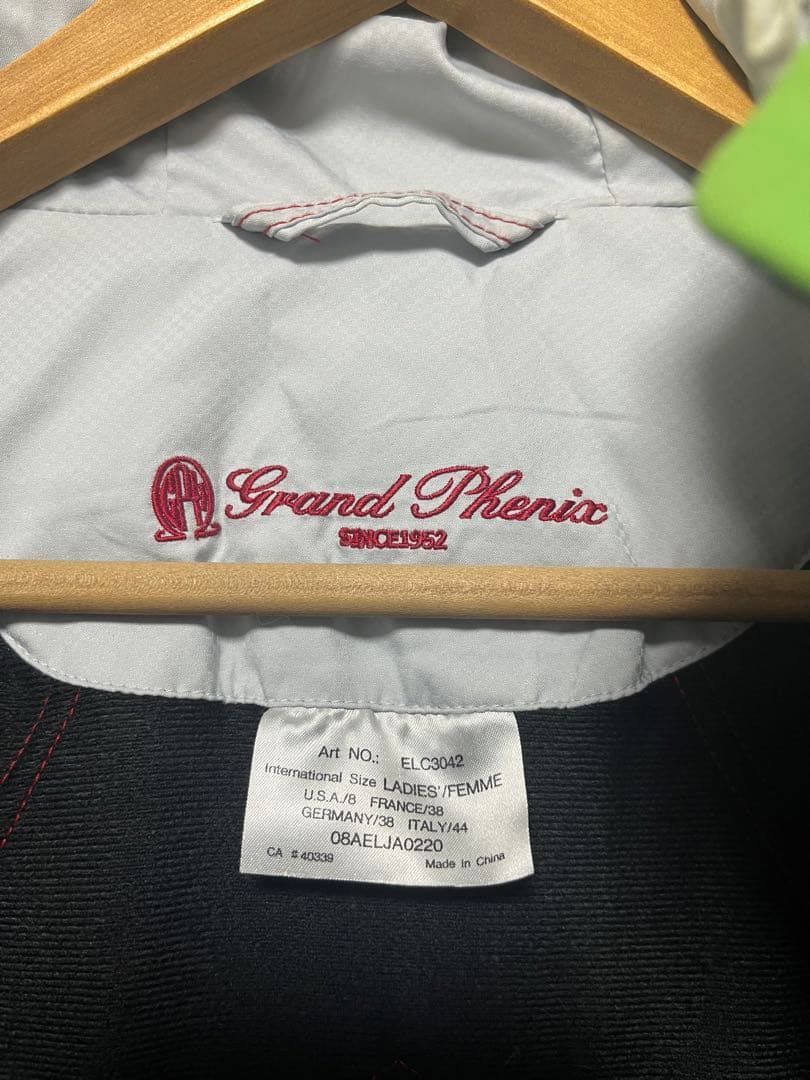 Grand Phenix
SINCE1952
Art NO.: ELC3042
International Size LADIES'/FEMME
U.S.A./8 FRANCE/38
GERMANY/38 ITALY/44
08AELJA0220
CA #40339 Made in China